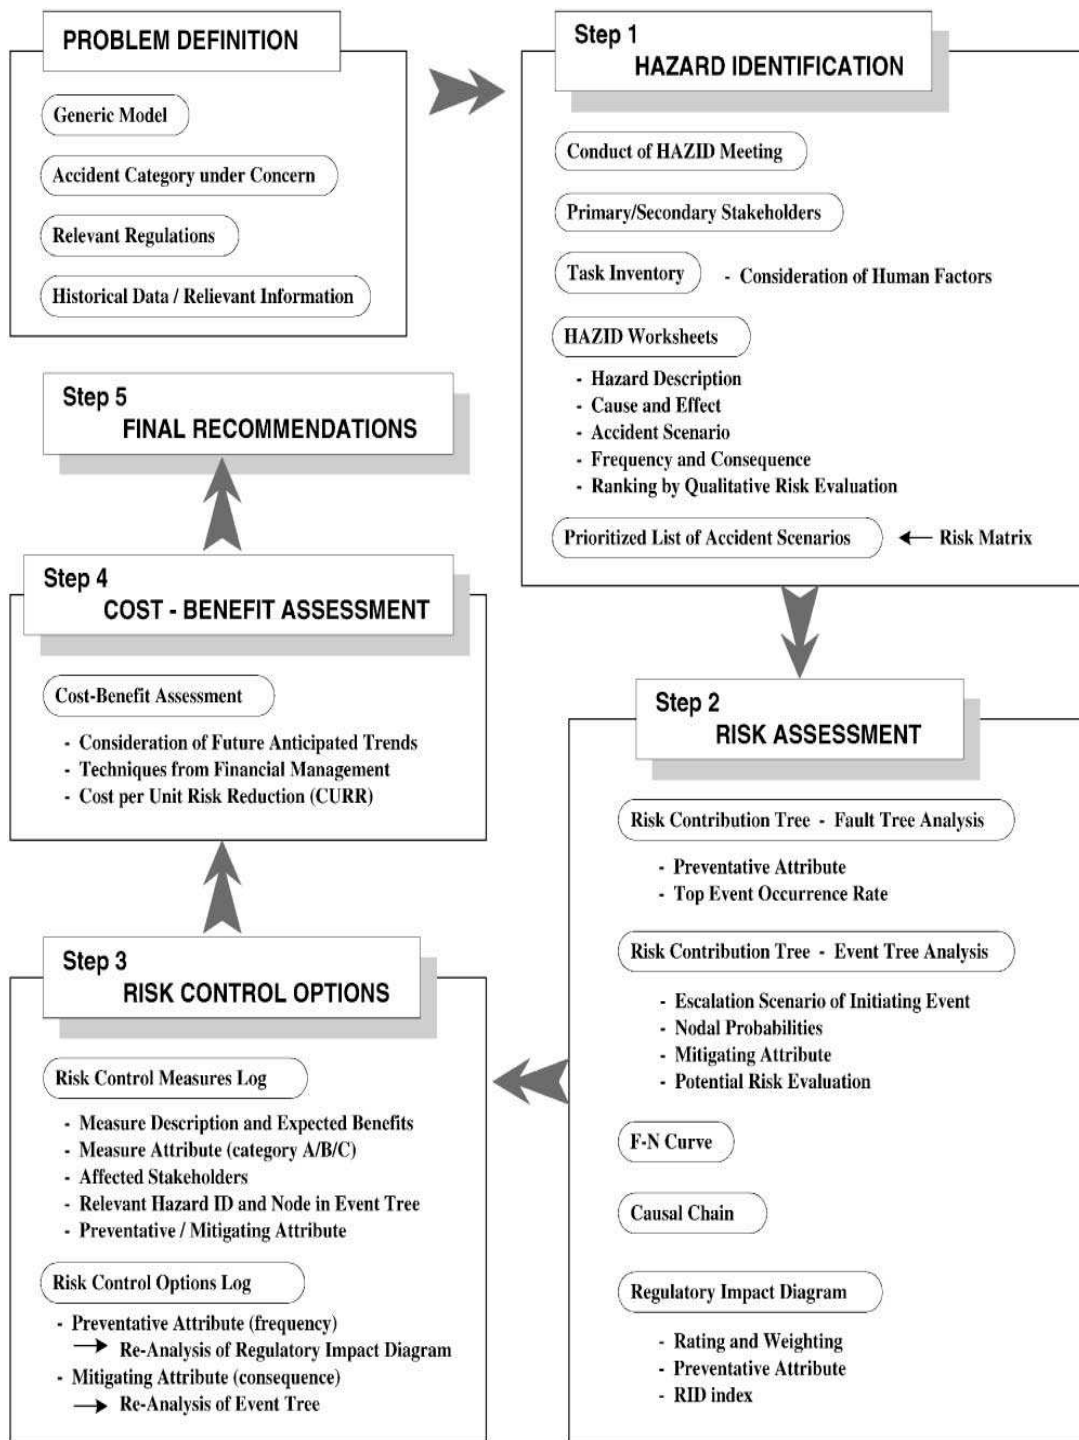 PROBLEM DEFINITION
Generic Model
Accident Category under Concern
Relevant Regulations
Historical Data / Relievant Information
Step 1
HAZARD IDENTIFICATION
Conduct of HAZID Meeting
Primary/Secondary Stakeholders
Task Inventory - Consideration of Human Factors
HAZID Worksheets
- Hazard Description
- Cause and Effect
- Accident Scenario
- Frequency and Consequence
- Ranking by Qualitative Risk Evaluation
Prioritized List of Accident Scenarios ← Risk Matrix
Step 2
RISK ASSESSMENT
Risk Contribution Tree - Fault Tree Analysis
- Preventative Attribute
- Top Event Occurrence Rate
Risk Contribution Tree - Event Tree Analysis
- Escalation Scenario of Initiating Event
- Nodal Probabilities
- Mitigating Attribute
- Potential Risk Evaluation
F-N Curve
Causal Chain
Regulatory Impact Diagram
- Rating and Weighting
- Preventative Attribute
- RID index
Step 3
RISK CONTROL OPTIONS
Risk Control Measures Log
- Measure Description and Expected Benefits
- Measure Attribute (category A/B/C)
- Affected Stakeholders
- Relevant Hazard ID and Node in Event Tree
- Preventative / Mitigating Attribute
Risk Control Options Log
- Preventative Attribute (frequency)
→ Re-Analysis of Regulatory Impact Diagram
- Mitigating Attribute (consequence)
→ Re-Analysis of Event Tree
Step 4
COST - BENEFIT ASSESSMENT
Cost-Benefit Assessment
- Consideration of Future Anticipated Trends
- Techniques from Financial Management
- Cost per Unit Risk Reduction (CURR)
Step 5
FINAL RECOMMENDATIONS